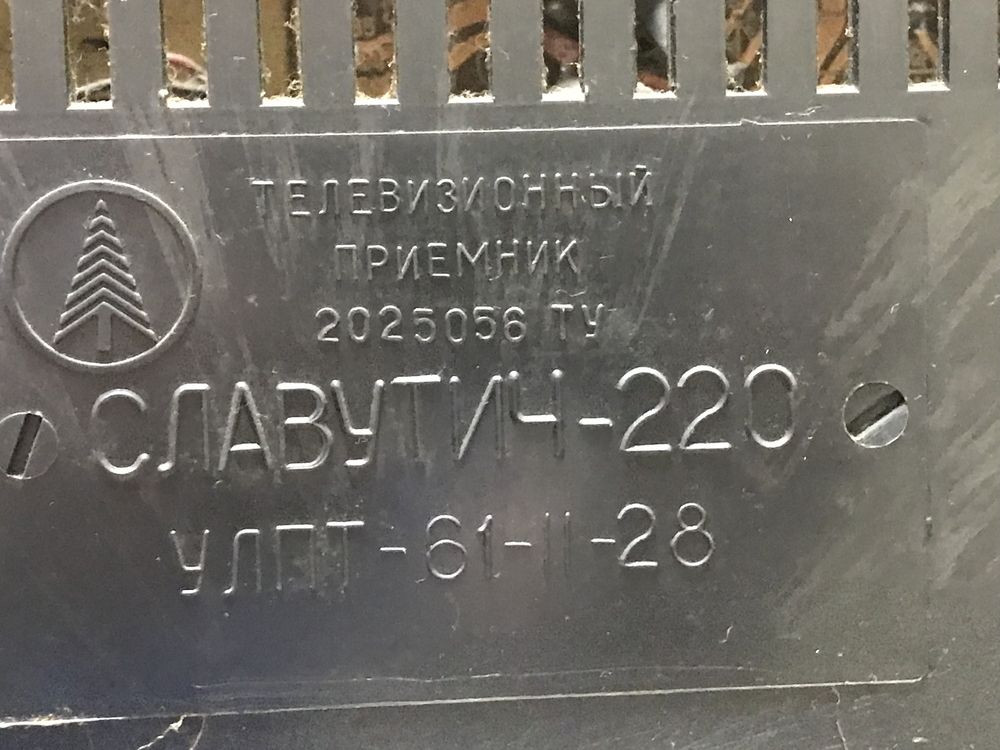 ТЕЛЕВИЗИОННЫЙ
ПРИЕМНИК
2025056 ТУ
СЛАВУТИЧ-220
УЛПТ-61-II-28